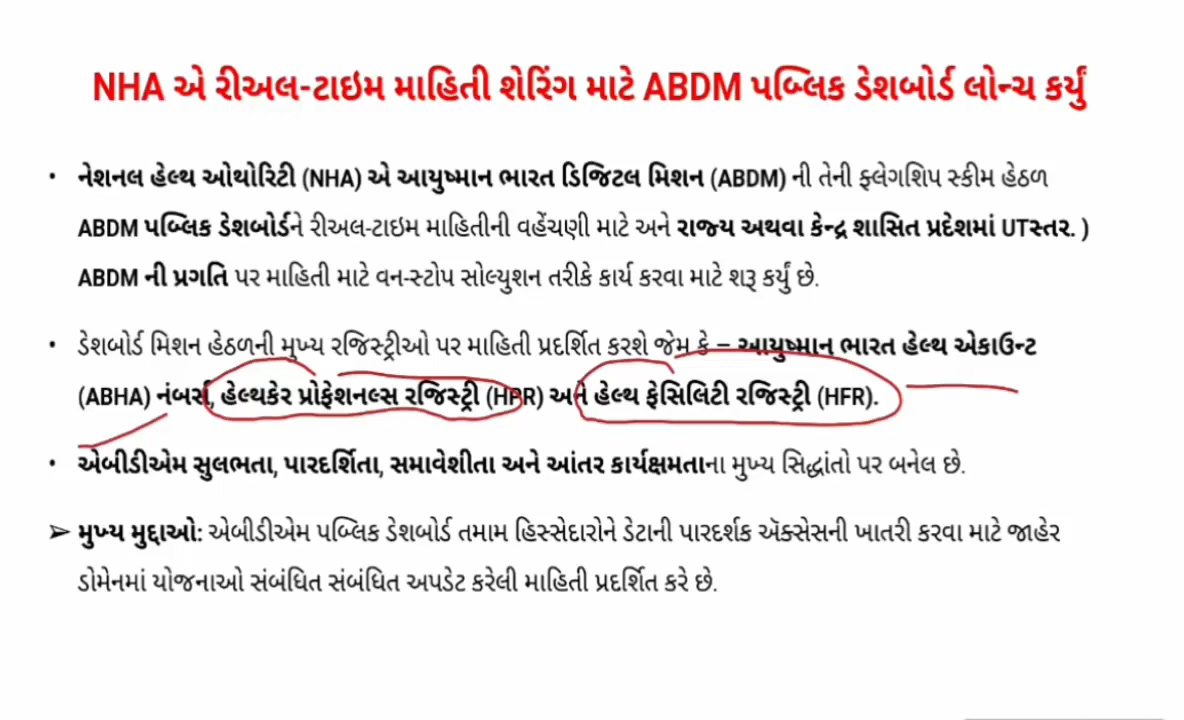 NHA એ રીઅલ-ટાઇમ માહિતી શેરિંગ માટે ABDM પબ્લિક ડેશબોર્ડ લોન્ચ કર્યું
• નેશનલ હેલ્થ ઓથોરિટી (NHA) એ આયુષ્માન ભારત ડિજિટલ મિશન (ABDM) ની તેની ફ્લેગશિપ સ્કીમ હેઠળ
ABDM પબ્લિક ડેશબોર્ડને રીઅલ-ટાઇમ માહિતીની વહેંચણી માટે અને રાજ્ય અથવા કેન્દ્ર શાસિત પ્રદેશમાં UTસ્તર. )
ABDM ની પ્રગતિ પર માહિતી માટે વન-સ્ટોપ સોલ્યુશન તરીકે કાર્ય કરવા માટે શરૂ કર્યું છે.
• ડેશબોર્ડ મિશન હેઠળની મુખ્ય રજિસ્ટ્રીઓ પર માહિતી પ્રદર્શિત કરશે જેમ કે – આયુષ્માન ભારત હેલ્થ એકાઉન્ટ
(ABHA) નંબર્સ, હેલ્થકેર પ્રોફેશનલ્સ રજિસ્ટ્રી (HPR) અને હેલ્થ ફેસિલિટી રજિસ્ટ્રી (HFR).
• એબીડીએમ સુલભતા, પારદર્શિતા, સમાવેશીતા અને આંતર કાર્યક્ષમતાના મુખ્ય સિદ્ધાંતો પર બનેલ છે.
➢ મુખ્ય મુદ્દાઓ: એબીડીએમ પબ્લિક ડેશબોર્ડ તમામ હિસ્સેદારોને ડેટાની પારદર્શક ઍક્સેસની ખાતરી કરવા માટે જાહેર
ડોમેનમાં યોજનાઓ સંબંધિત સંબંધિત અપડેટ કરેલી માહિતી પ્રદર્શિત કરે છે.